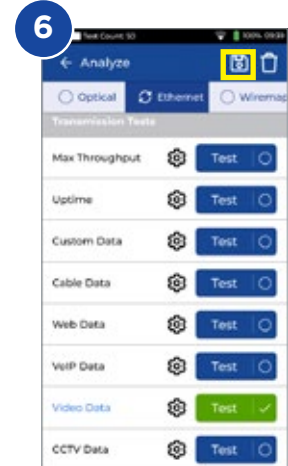 6
Test Count: 50 100% 09:39
← Analyze
Optical Ethernet Wiremap
Transmission Tests
Max Throughput Test
Uptime Test
Custom Data Test
Cable Data Test
Web Data Test
VoIP Data Test
Video Data Test
CCTV Data Test